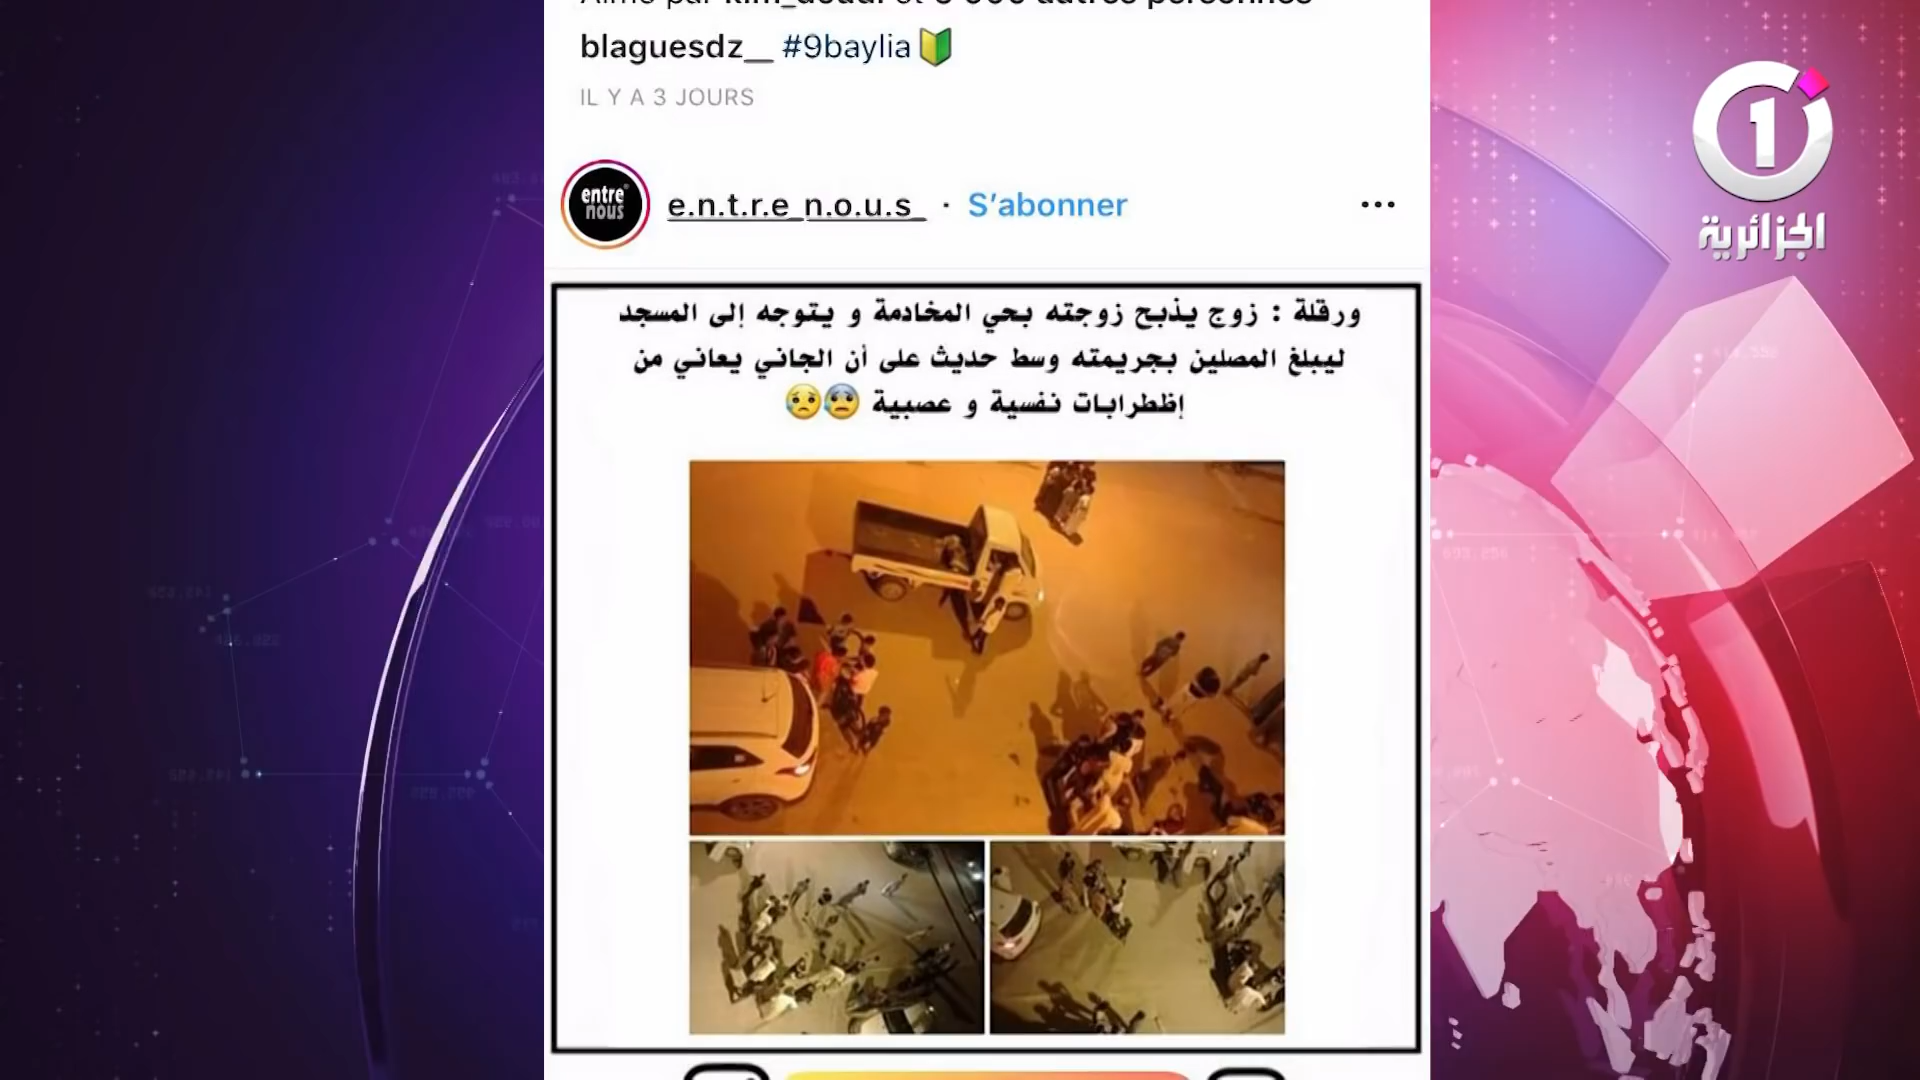 blaguesdz__ #9baylia
IL Y A 3 JOURS
entre
nous
e.n.t.r.e_n.o.u.s_ · S'abonner
ورقلة : زوج يذبح زوجته بحي المخادمة و يتوجه إلى المسجد
ليبلغ المصلين بجريمته وسط حديث على أن الجاني يعاني من
إظطرابات نفسية و عصبية
1
الجزائرية